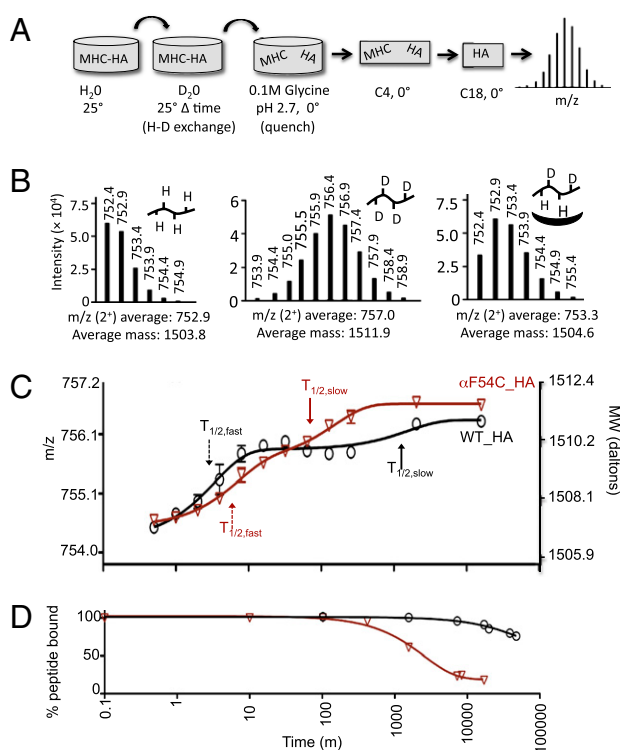 A
MHC-HA
MHC-HA
MHC HA
MHC HA
HA
H₂0
25°
D₂0
25° Δ time
(H-D exchange)
0.1M Glycine
pH 2.7, 0°
(quench)
C4, 0°
C18, 0°
m/z
B
Intensity (× 10⁴)
7.5
5.0
2.5
0
752.4
752.9
753.4
753.9
754.4
754.9
H H
H H
m/z (2⁺) average: 752.9
Average mass: 1503.8
6
4
2
0
753.9
754.4
755.0
755.5
755.9
756.4
756.9
757.4
757.9
758.4
758.9
D D
D D
m/z (2⁺) average: 757.0
Average mass: 1511.9
7.5
5.0
2.5
0
752.4
752.9
753.4
753.9
754.4
754.9
755.4
D D
H H
m/z (2⁺) average: 753.3
Average mass: 1504.6
C
m/z
757.2
756.1
755.1
754.0
T1/2,fast
T1/2,slow
αF54C_HA
WT_HA
T1/2,slow
T1/2,fast
1512.4
1510.2
1508.1
1505.9
MW (daltons)
D
% peptide bound
100
50
0
0.1
1
10
100
1000
10000
100000
Time (m)